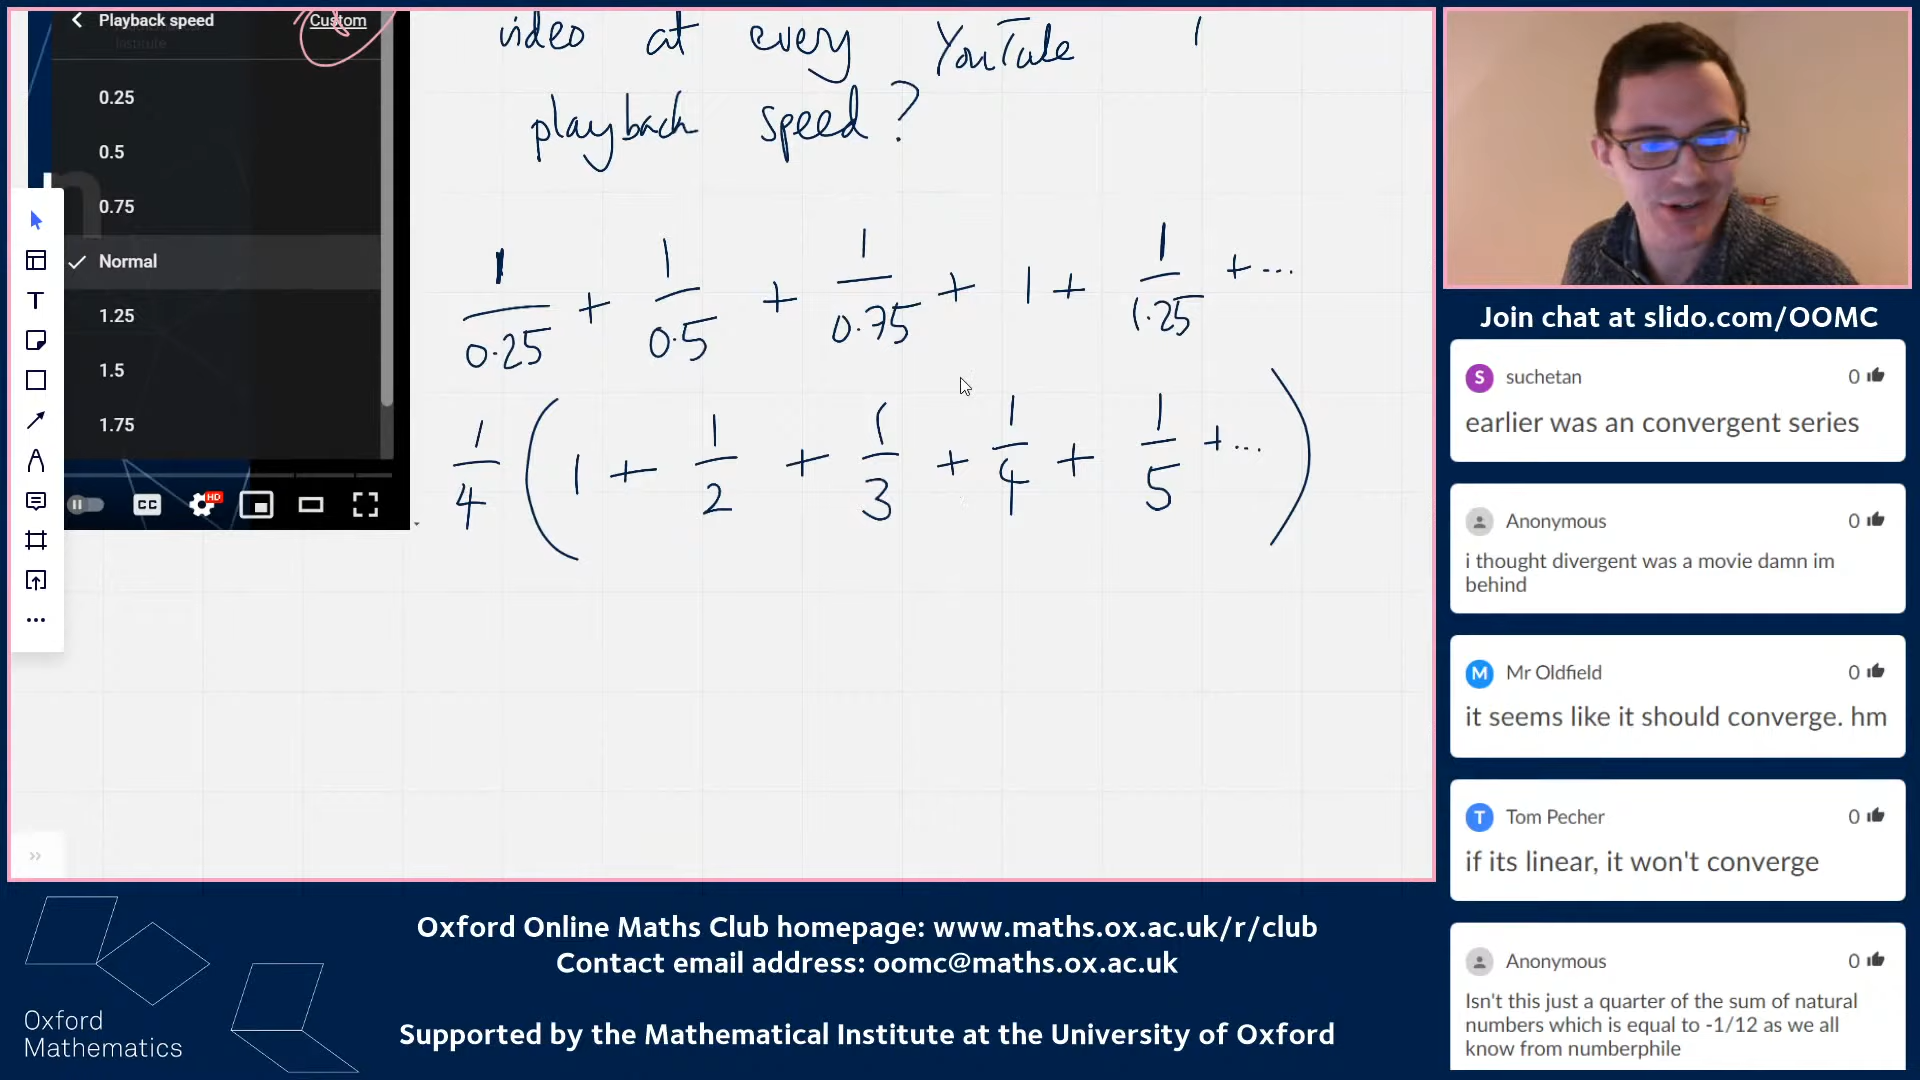 Playback speed
Custom
Institute
0.25
0.5
0.75
Normal
1.25
1.5
1.75
CC
HD
T
video at every YouTube
playback speed?
1/0.25 + 1/0.5 + 1/0.75 + 1 + 1/1.25 + ...
1/4 ( 1 + 1/2 + 1/3 + 1/4 + 1/5 + ... )
Join chat at slido.com/OOMC
S suchetan 0
earlier was an convergent series
Anonymous 0
i thought divergent was a movie damn im
behind
M Mr Oldfield 0
it seems like it should converge. hm
T Tom Pecher 0
if its linear, it won't converge
Anonymous 0
Isn't this just a quarter of the sum of natural
numbers which is equal to -1/12 as we all
know from numberphile
Oxford
Mathematics
Oxford Online Maths Club homepage: www.maths.ox.ac.uk/r/club
Contact email address: oomc@maths.ox.ac.uk
Supported by the Mathematical Institute at the University of Oxford